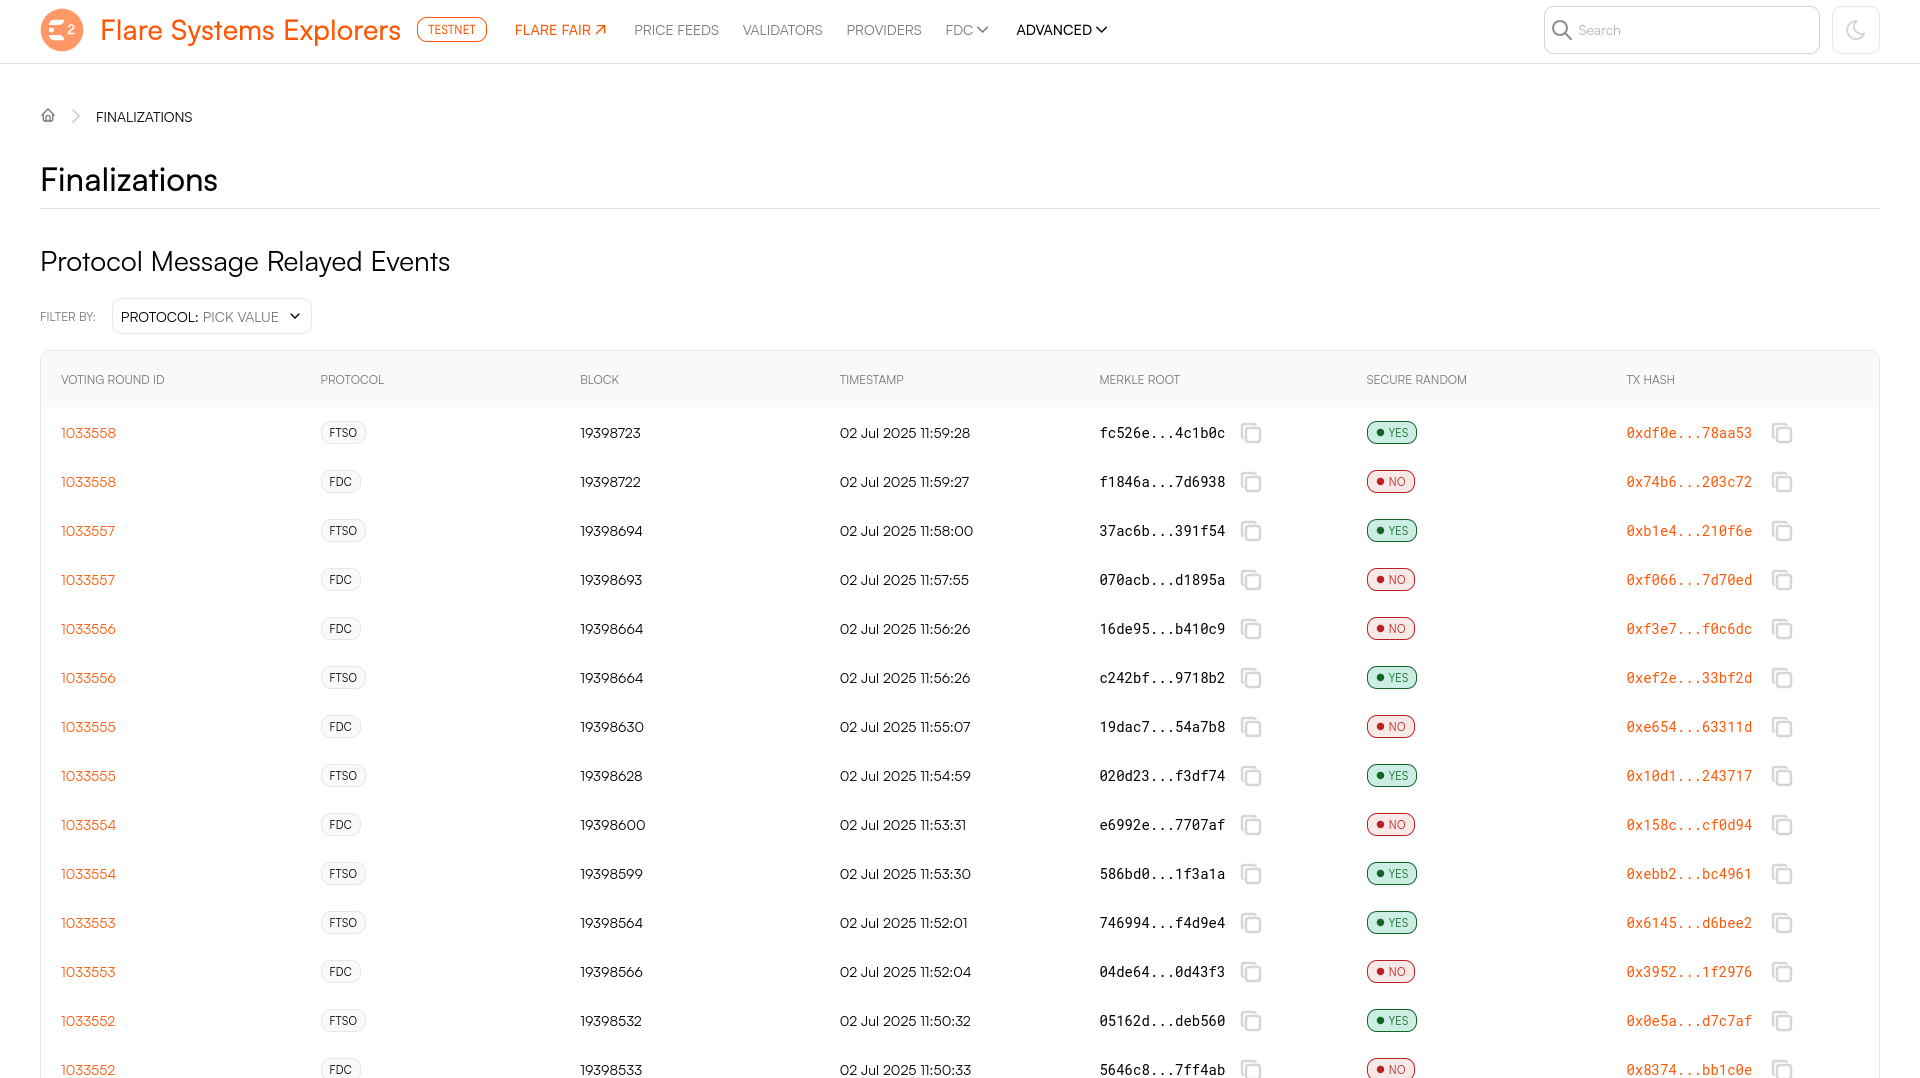 Flare Systems Explorers TESTNET FLARE FAIR PRICE FEEDS VALIDATORS PROVIDERS FDC ADVANCED Search
FINALIZATIONS
Finalizations
Protocol Message Relayed Events
FILTER BY: PROTOCOL: PICK VALUE
VOTING ROUND ID PROTOCOL BLOCK TIMESTAMP MERKLE ROOT SECURE RANDOM TX HASH
1033558 FTSO 19398723 02 Jul 2025 11:59:28 fc526e...4c1b0c YES 0xdf0e...78aa53
1033558 FDC 19398722 02 Jul 2025 11:59:27 f1846a...7d6938 NO 0x74b6...203c72
1033557 FTSO 19398694 02 Jul 2025 11:58:00 37ac6b...391f54 YES 0xb1e4...210f6e
1033557 FDC 19398693 02 Jul 2025 11:57:55 070acb...d1895a NO 0xf066...7d70ed
1033556 FDC 19398664 02 Jul 2025 11:56:26 16de95...b410c9 NO 0xf3e7...f0c6dc
1033556 FTSO 19398664 02 Jul 2025 11:56:26 c242bf...9718b2 YES 0xef2e...33bf2d
1033555 FDC 19398630 02 Jul 2025 11:55:07 19dac7...54a7b8 NO 0xe654...63311d
1033555 FTSO 19398628 02 Jul 2025 11:54:59 020d23...f3df74 YES 0x10d1...243717
1033554 FDC 19398600 02 Jul 2025 11:53:31 e6992e...7707af NO 0x158c...cf0d94
1033554 FTSO 19398599 02 Jul 2025 11:53:30 586bd0...1f3a1a YES 0xebb2...bc4961
1033553 FTSO 19398564 02 Jul 2025 11:52:01 746994...f4d9e4 YES 0x6145...d6bee2
1033553 FDC 19398566 02 Jul 2025 11:52:04 04de64...0d43f3 NO 0x3952...1f2976
1033552 FTSO 19398532 02 Jul 2025 11:50:32 05162d...deb560 YES 0x0e5a...d7c7af
1033552 FDC 19398533 02 Jul 2025 11:50:33 5646c8...7ff4ab NO 0x8374...bb1c0e